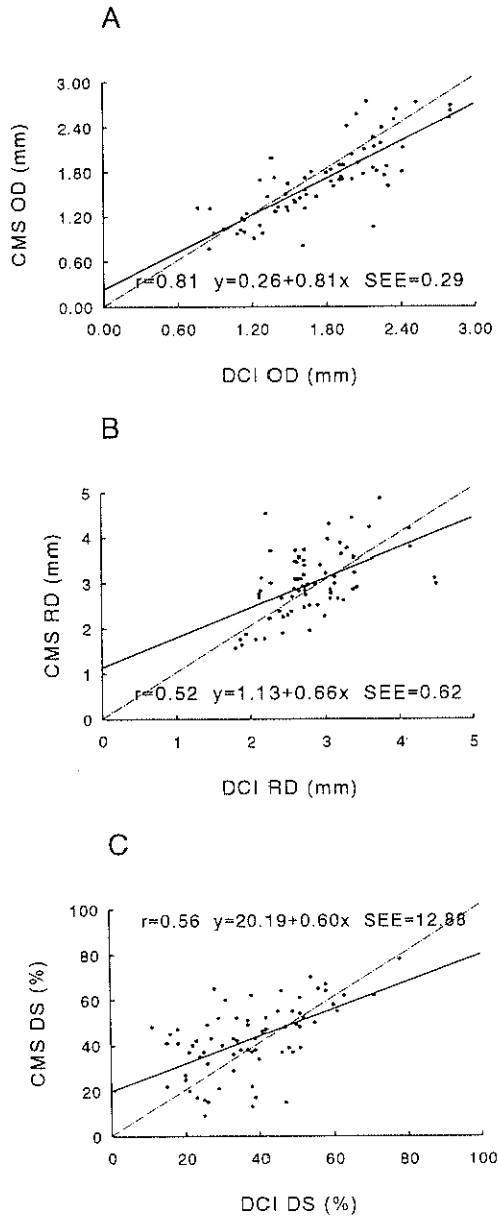 A
3.00
2.40
1.80
1.20
0.60
0.00
CMS OD (mm)
r=0.81 y=0.26+0.81x SEE=0.29
0.00 0.60 1.20 1.80 2.40 3.00
DCI OD (mm)
B
5
4
3
2
1
0
CMS RD (mm)
r=0.52 y=1.13+0.66x SEE=0.62
0 1 2 3 4 5
DCI RD (mm)
C
r=0.56 y=20.19+0.60x SEE=12.88
100
80
60
40
20
0
CMS DS (%)
0 20 40 60 80 100
DCI DS (%)